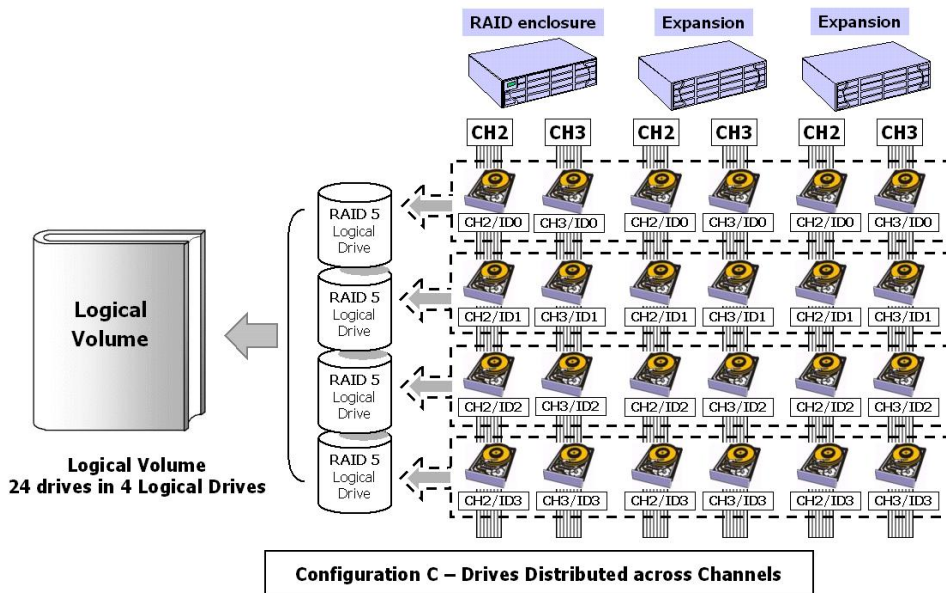 RAID enclosure Expansion Expansion
CH2 CH3 CH2 CH3 CH2 CH3
CH2/ID0 CH3/ID0 CH2/ID0 CH3/ID0 CH2/ID0 CH3/ID0
RAID 5
Logical
Drive
CH2/ID1 CH3/ID1 CH2/ID1 CH3/ID1 CH2/ID1 CH3/ID1
RAID 5
Logical
Drive
CH2/ID2 CH3/ID2 CH2/ID2 CH3/ID2 CH2/ID2 CH3/ID2
RAID 5
Logical
Drive
CH2/ID3 CH3/ID3 CH2/ID3 CH3/ID3 CH2/ID3 CH3/ID3
RAID 5
Logical
Drive
Logical
Volume
Logical Volume
24 drives in 4 Logical Drives
Configuration C – Drives Distributed across Channels